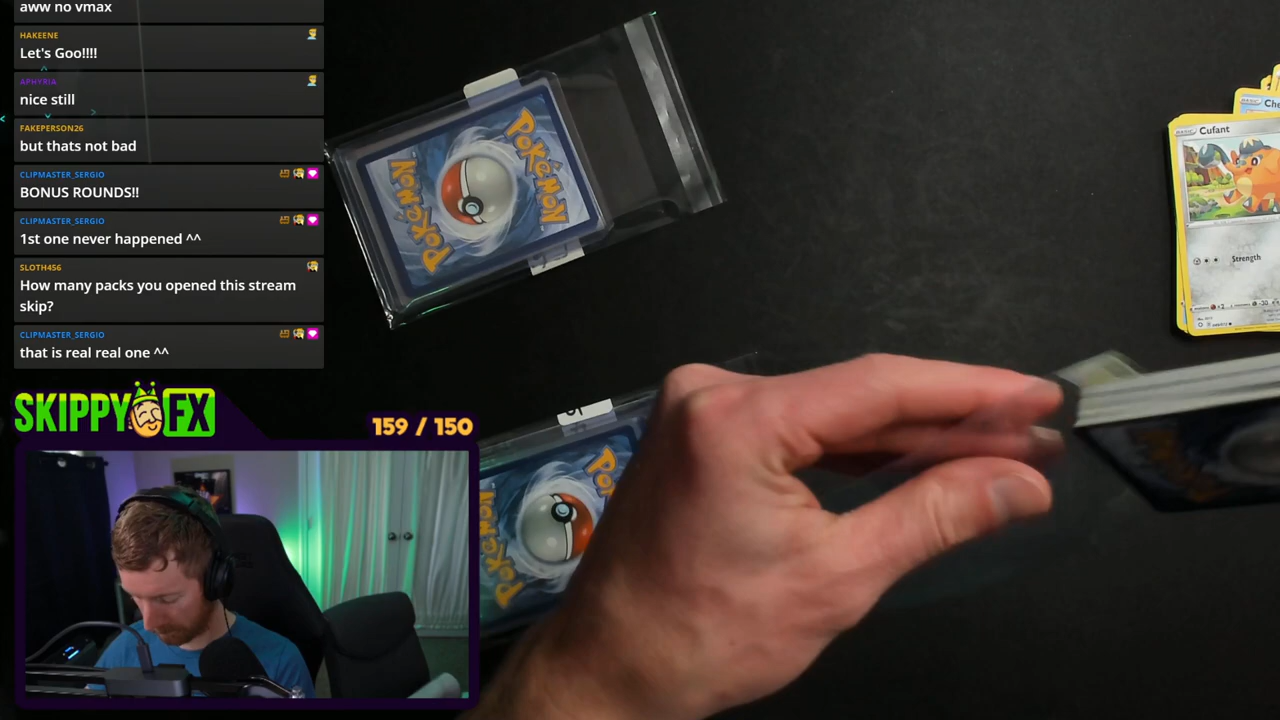 aww no vmax
HAKEENE
Let's Goo!!!!
APHYRIA
nice still
FAKEPERSON26
but thats not bad
CLIPMASTER_SERGIO
BONUS ROUNDS!!
CLIPMASTER_SERGIO
1st one never happened ^^
SLOTH456
How many packs you opened this stream
skip?
CLIPMASTER_SERGIO
that is real real one ^^
SKIPPY FX
159 / 150
POKéMON
POKéMON
Cufant
Strength